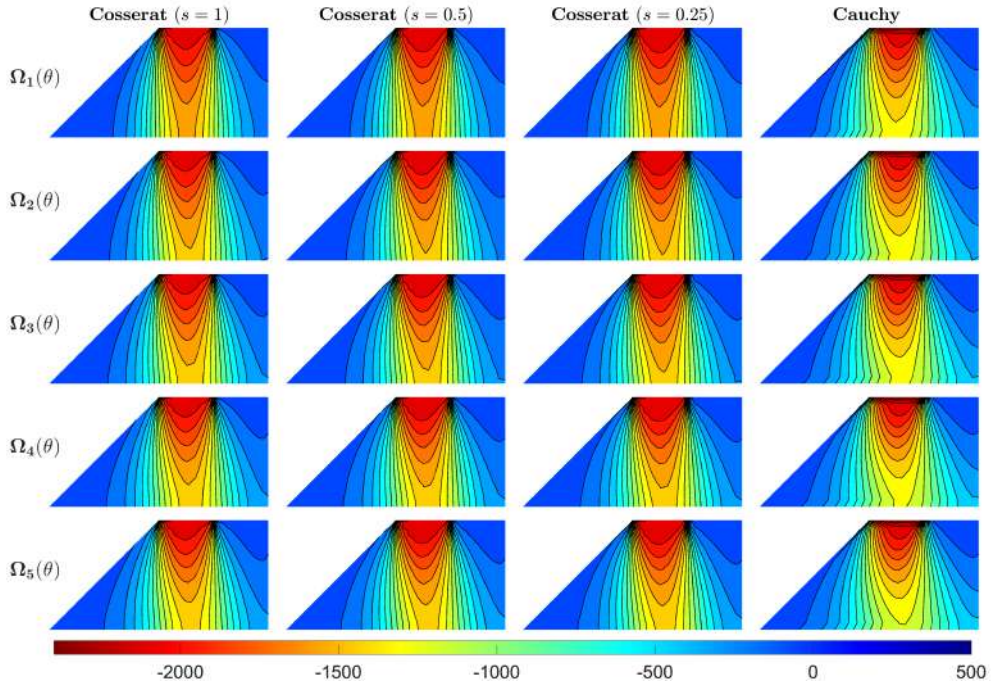 Cosserat (s = 1) Cosserat (s = 0.5) Cosserat (s = 0.25) Cauchy
Ω₁(θ)
Ω₂(θ)
Ω₃(θ)
Ω₄(θ)
Ω₅(θ)
-2000 -1500 -1000 -500 0 500